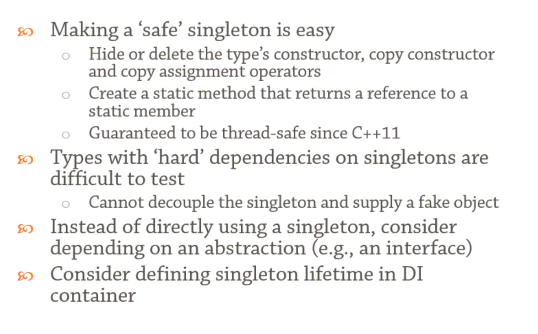 Making a ‘safe’ singleton is easy
Hide or delete the type’s constructor, copy constructor
and copy assignment operators
Create a static method that returns a reference to a
static member
Guaranteed to be thread-safe since C++11
Types with ‘hard’ dependencies on singltons are
difficult to test
Cannot decouple the singleton and supply a fake object
Instead of directly using a singleton, consider
depending on an abstraction (e.g., an interface)
Consider defining singleton lifetime in DI
container